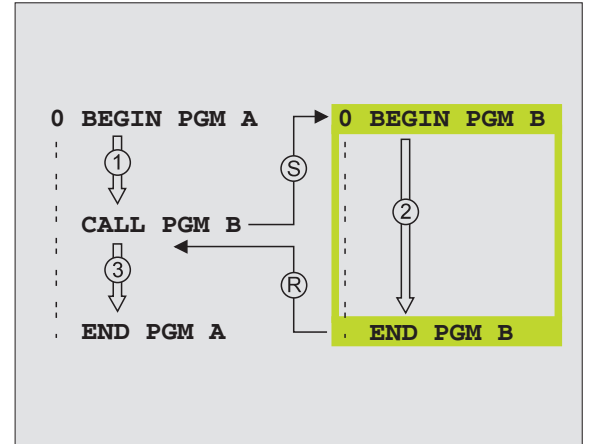 0 BEGIN PGM A
1
CALL PGM B
3
END PGM A
S
R
0 BEGIN PGM B
2
END PGM B